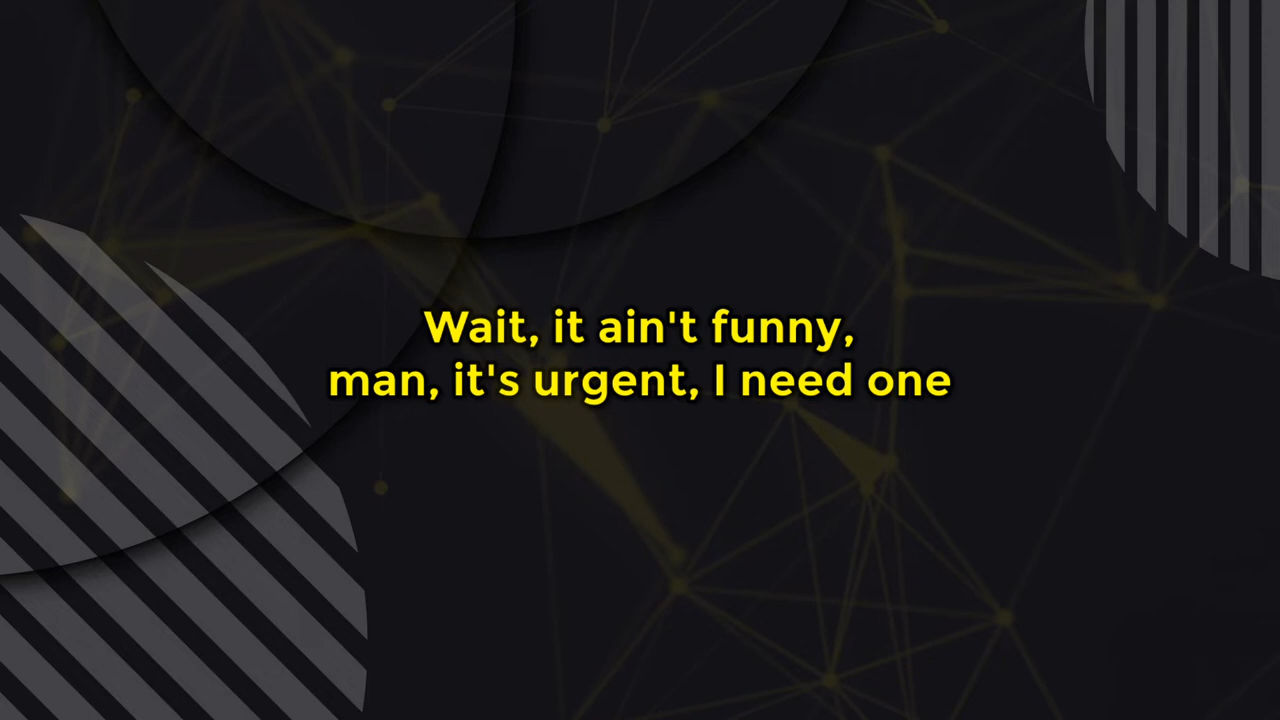 Wait, it ain't funny,
man, it's urgent, I need one